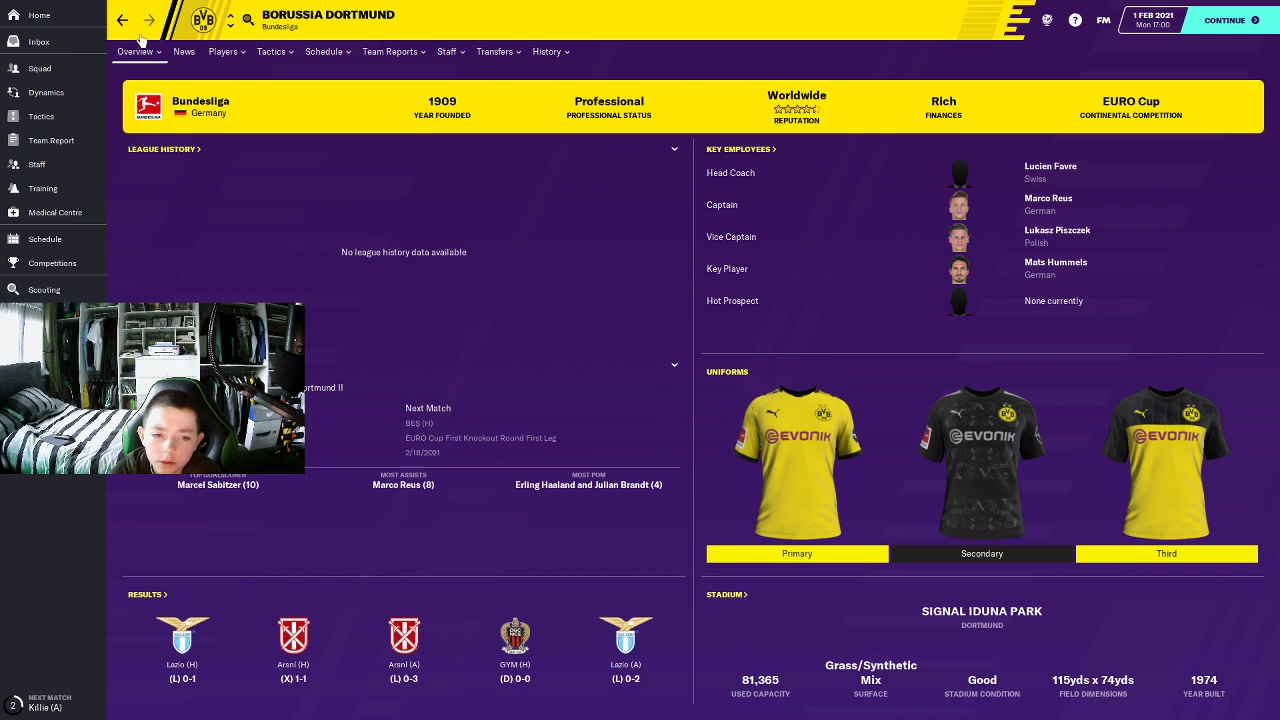 Home
Inbox
Squad
Dynamics
Tactics
Team Report
Staff
Training
Medical Centre
Schedule
Competitions
Scouting
NEXT MATCH
2
Killie (A)
BORUSSIA DORTMUND
Bundesliga
FM
1 FEB 2021
Mon 17:00
CONTINUE
Overview
News
Players
Tactics
Schedule
Team Reports
Staff
Transfers
History
Bundesliga
Germany
1909
YEAR FOUNDED
Professional
PROFESSIONAL STATUS
Worldwide
REPUTATION
Rich
FINANCES
EURO Cup
CONTINENTAL COMPETITION
LEAGUE HISTORY >
No league history data available
ortmund II
Next Match
BEŞ (H)
EURO Cup First Knockout Round First Leg
2/18/2021
TOP GOALSCORER
MOST ASSISTS
MOST POM
Marcel Sabitzer (10)
Marco Reus (8)
Erling Haaland and Julian Brandt (4)
RESULTS >
Lazio (H)
(L) 0-1
Arsnl (H)
(X) 1-1
Arsnl (A)
(L) 0-3
GYM (H)
(D) 0-0
Lazio (A)
(L) 0-2
KEY EMPLOYEES >
Head Coach
Lucien Favre
Swiss
Captain
Marco Reus
German
Vice Captain
Lukasz Piszczek
Polish
Key Player
Mats Hummels
German
Hot Prospect
None currently
UNIFORMS
EVONIK
EVONIK
EVONIK
Primary
Secondary
Third
STADIUM >
SIGNAL IDUNA PARK
DORTMUND
81,365
USED CAPACITY
Grass/Synthetic
Mix
SURFACE
Good
STADIUM CONDITION
115yds x 74yds
FIELD DIMENSIONS
1974
YEAR BUILT